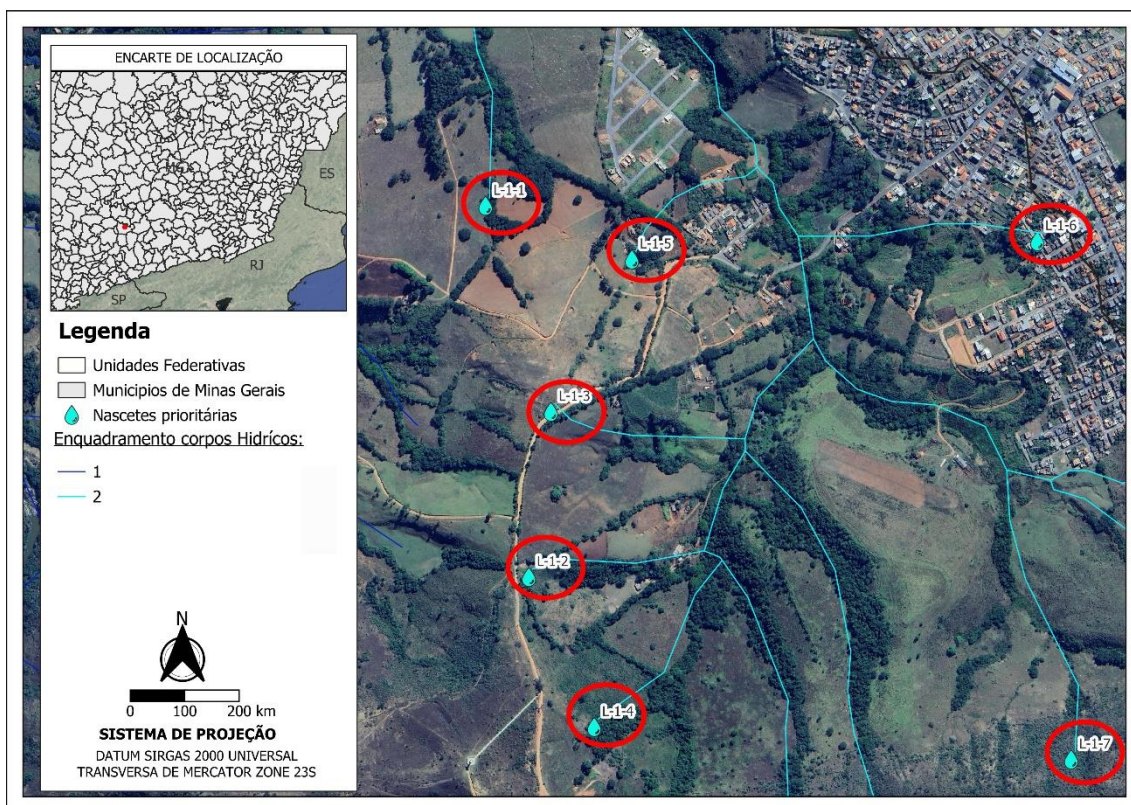 ENCARTE DE LOCALIZAÇÃO
ES
RJ
SP
Legenda
Unidades Federativas
Municipios de Minas Gerais
Nascetes prioritárias
Enquadramento corpos Hidrícos:
1
2
N
0 100 200 km
SISTEMA DE PROJEÇÃO
DATUM SIRGAS 2000 UNIVERSAL
TRANSVERSA DE MERCATOR ZONE 23S
L-1-1
L-1-5
L-1-6
L-1-3
L-1-2
L-1-4
L-1-7